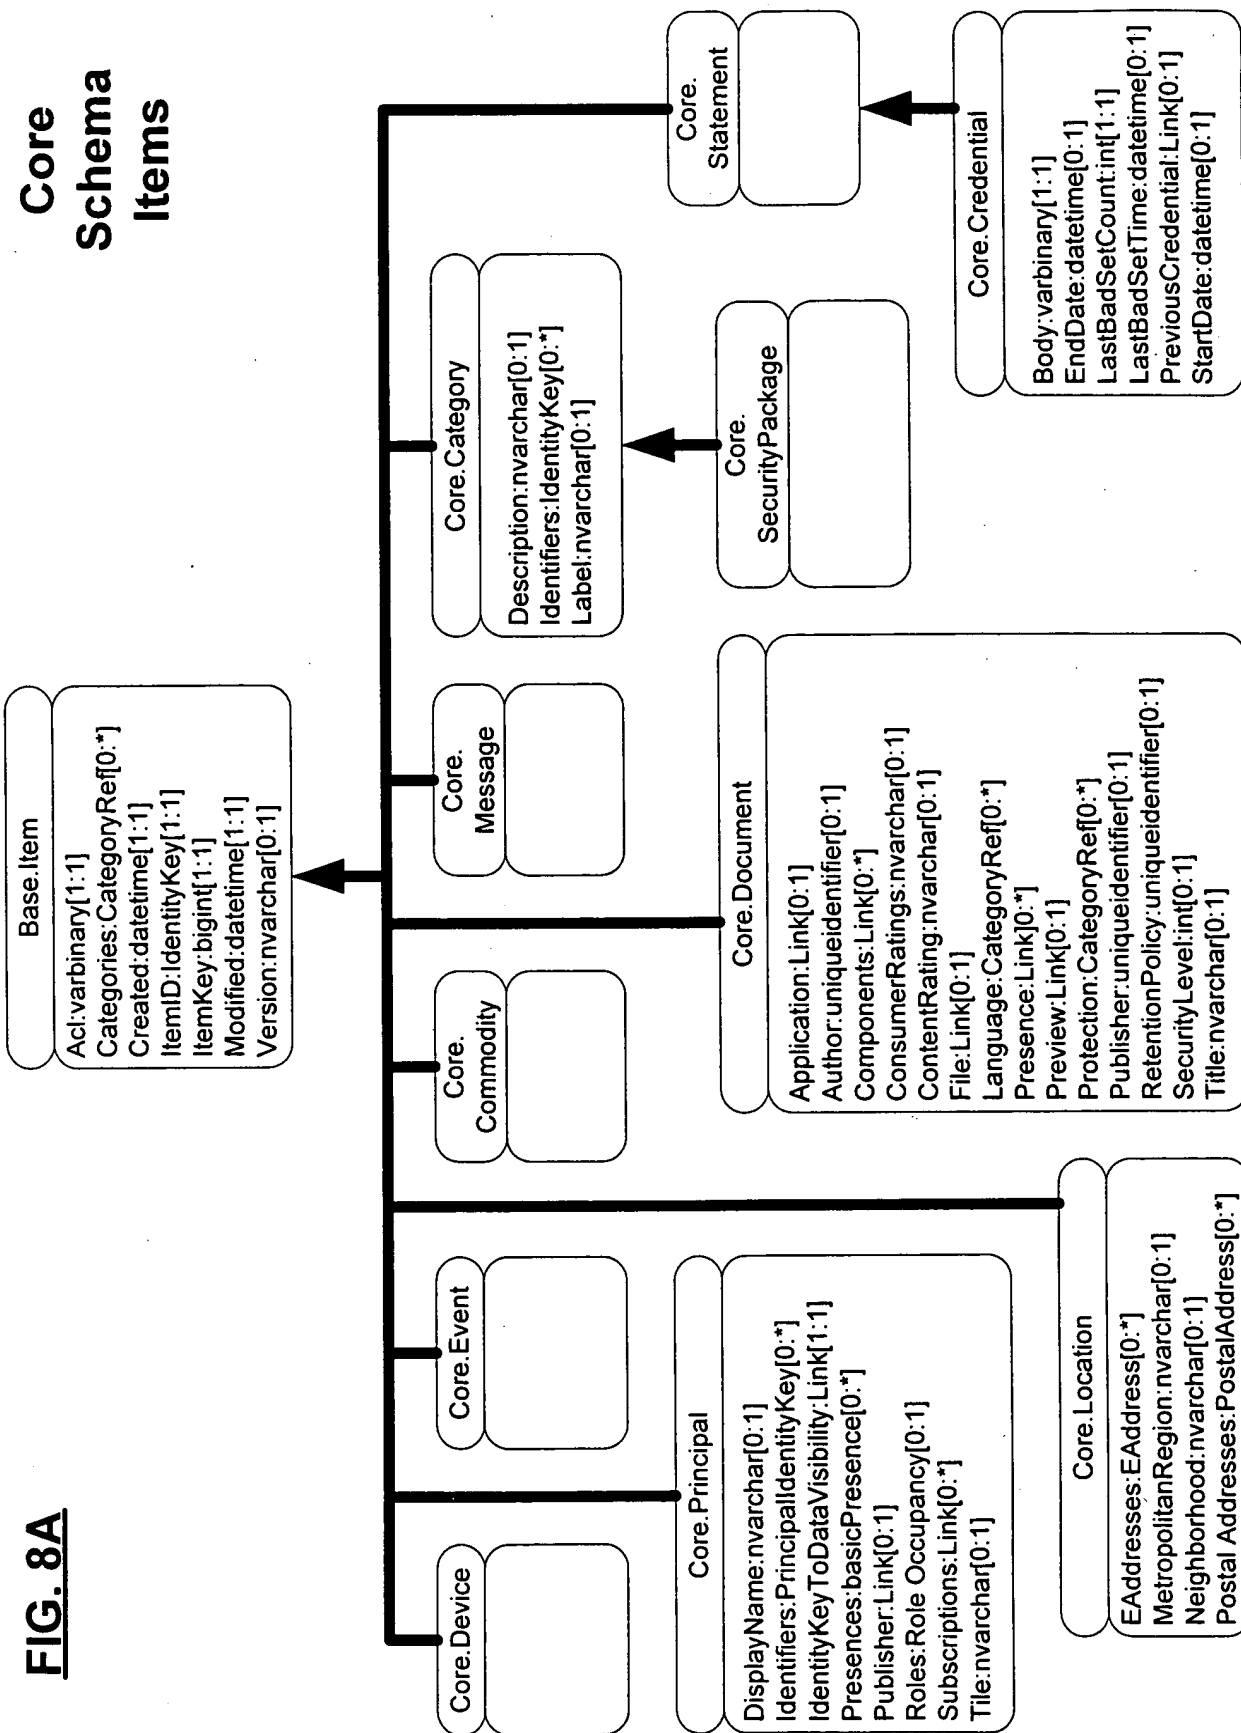 FIG. 8A
Core
Schema
Items
Base.Item
Acl:varbinary[1:1]
Categories:CategoryRef[0:*]
Created:datetime[1:1]
ItemID:IdentityKey[1:1]
ItemKey:bigint[1:1]
Modified:datetime[1:1]
Version:nvarchar[0:1]
Core.Device
Core.Event
Core.
Commodity
Core.
Message
Core.Category
Description:nvarchar[0:1]
Identifiers:IdentityKey[0:*]
Label:nvarchar[0:1]
Core.
Statement
Core.Principal
DisplayName:nvarchar[0:1]
Identifiers:PrincipalIdentityKey[0:*]
IdentityKeyToDataVisibility:Link[1:1]
Presences:basicPresence[0:*]
Publisher:Link[0:1]
Roles:Role Occupancy[0:1]
Subscriptions:Link[0:*]
Tile:nvarchar[0:1]
Core.Document
Application:Link[0:1]
Author:uniqueidentifier[0:1]
Components:Link[0:*]
ConsumerRatings:nvarchar[0:1]
ContentRating:nvarchar[0:1]
File:Link[0:1]
Language:CategoryRef[0:*]
Presence:Link]0:*]
Preview:Link[0:1]
Protection:CategoryRef[0:*]
Publisher:uniqueidentifier[0:1]
RetentionPolicy:uniqueidentifier[0:1]
SecurityLevel:int[0:1]
Title:nvarchar[0:1]
Core.
SecurityPackage
Core.Location
EAddresses:EAddress[0:*]
MetropolitanRegion:nvarchar[0:1]
Neighborhood:nvarchar[0:1]
Postal Addresses:PostalAddress[0:*]
Core.Credential
Body:varbinary[1:1]
EndDate:datetime[0:1]
LastBadSetCount:int[1:1]
LastBadSetTime:datetime[0:1]
PreviousCredential:Link[0:1]
StartDate:datetime[0:1]